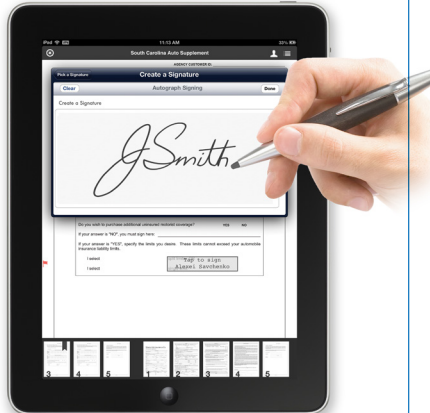 iPad 11:13 AM 33%
South Carolina Auto Supplement
AGENCY CUSTOMER ID:
Pick a Signature Create a Signature
Clear Autograph Signing Done
Create a Signature
JSmith
Do you wish to purchase additional uninsured motorist coverage? YES NO
If your answer is "NO", you must sign here:
If your answer is "YES", specify the limits you desire. These limits cannot exceed your automobile
insurance liability limits.
I select
Tap to sign
I select
Alexei Savchenko
3 4 5 1 2 3 4 5